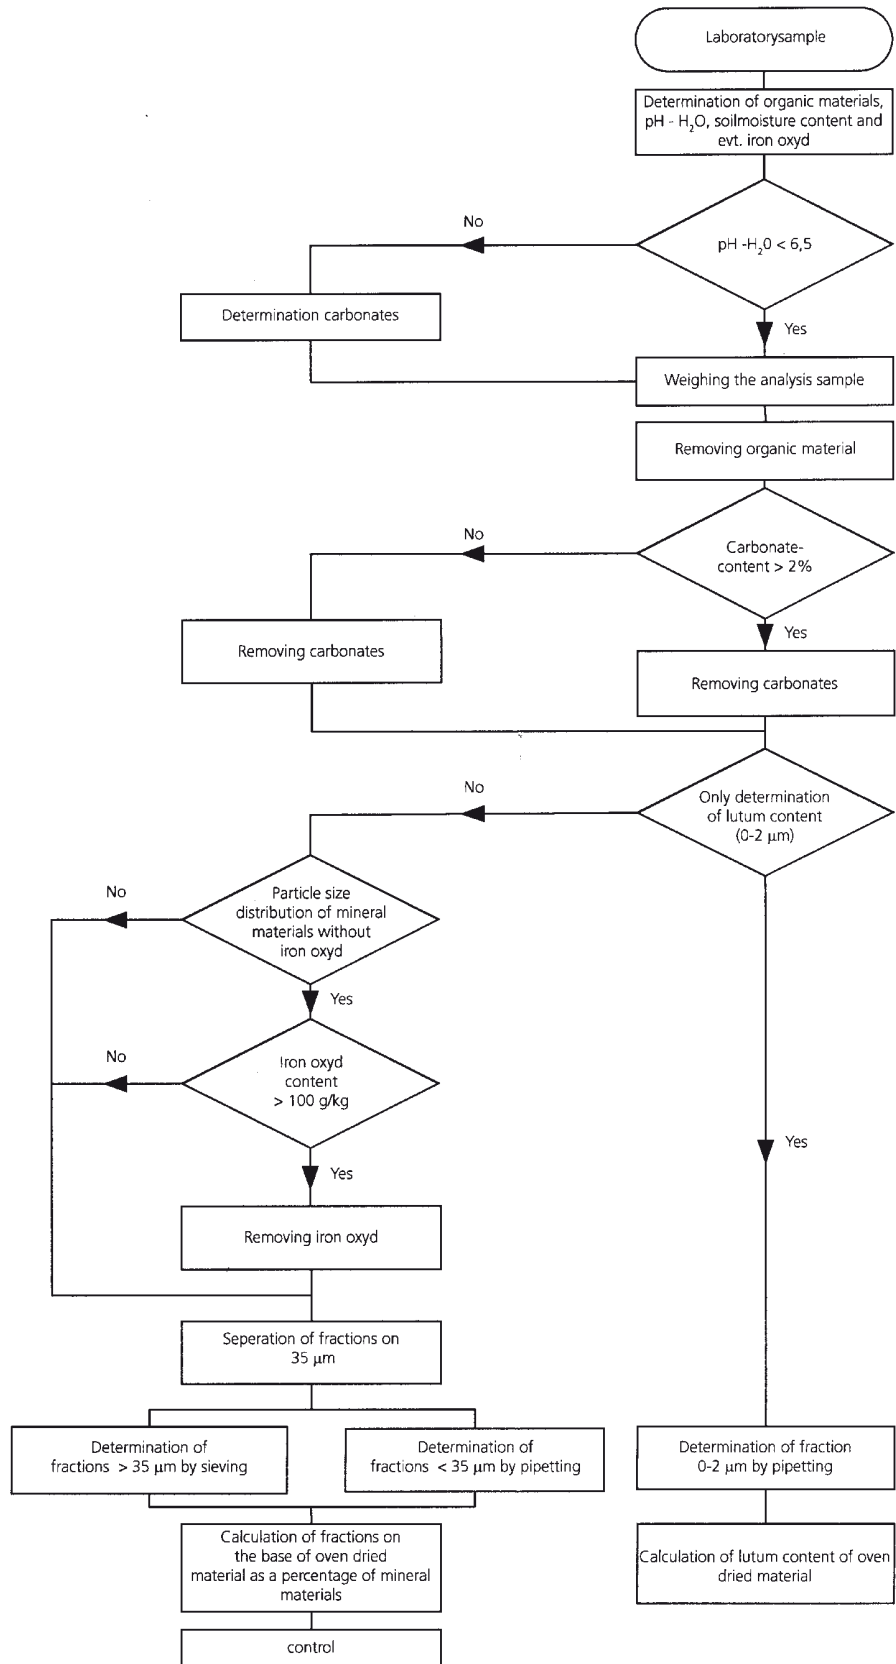 Laboratorysample
Determination of organic materials,
pH - H₂O, soilmoisture content and
evt. iron oxyd
No
pH -H₂0 < 6,5
Determination carbonates
Yes
Weighing the analysis sample
Removing organic material
No
Carbonate-
content > 2%
Yes
Removing carbonates
Removing carbonates
No
Only determination
of lutum content
(0-2 µm)
No
Particle size
distribution of mineral
materials without
iron oxyd
Yes
No
Iron oxyd
content
> 100 g/kg
Yes
Yes
Removing iron oxyd
Seperation of fractions on
35 µm
Determination of
fractions > 35 µm by sieving
Determination of
fractions < 35 µm by pipetting
Determination of fraction
0-2 µm by pipetting
Calculation of fractions on
the base of oven dried
material as a percentage of mineral
materials
Calculation of lutum content of oven
dried material
control